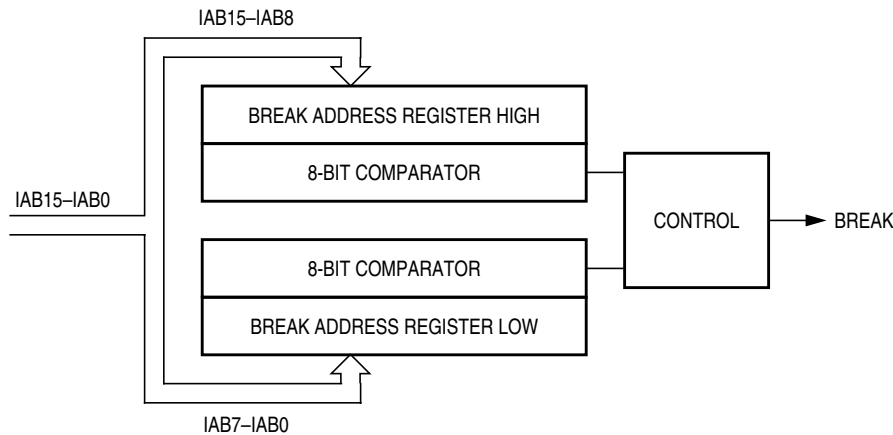 IAB15–IAB8
BREAK ADDRESS REGISTER HIGH
8-BIT COMPARATOR
IAB15–IAB0
CONTROL
BREAK
8-BIT COMPARATOR
BREAK ADDRESS REGISTER LOW
IAB7–IAB0